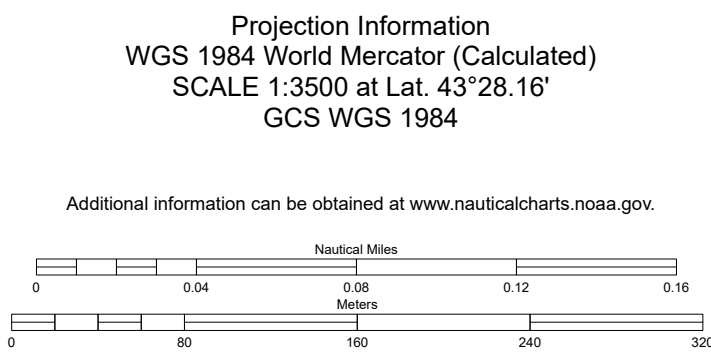 Projection Information
WGS 1984 World Mercator (Calculated)
SCALE 1:3500 at Lat. 43°28.16'
GCS WGS 1984
Additional information can be obtained at www.nauticalcharts.noaa.gov.
Nautical Miles
0 0.04 0.08 0.12 0.16
Meters
0 80 160 240 320